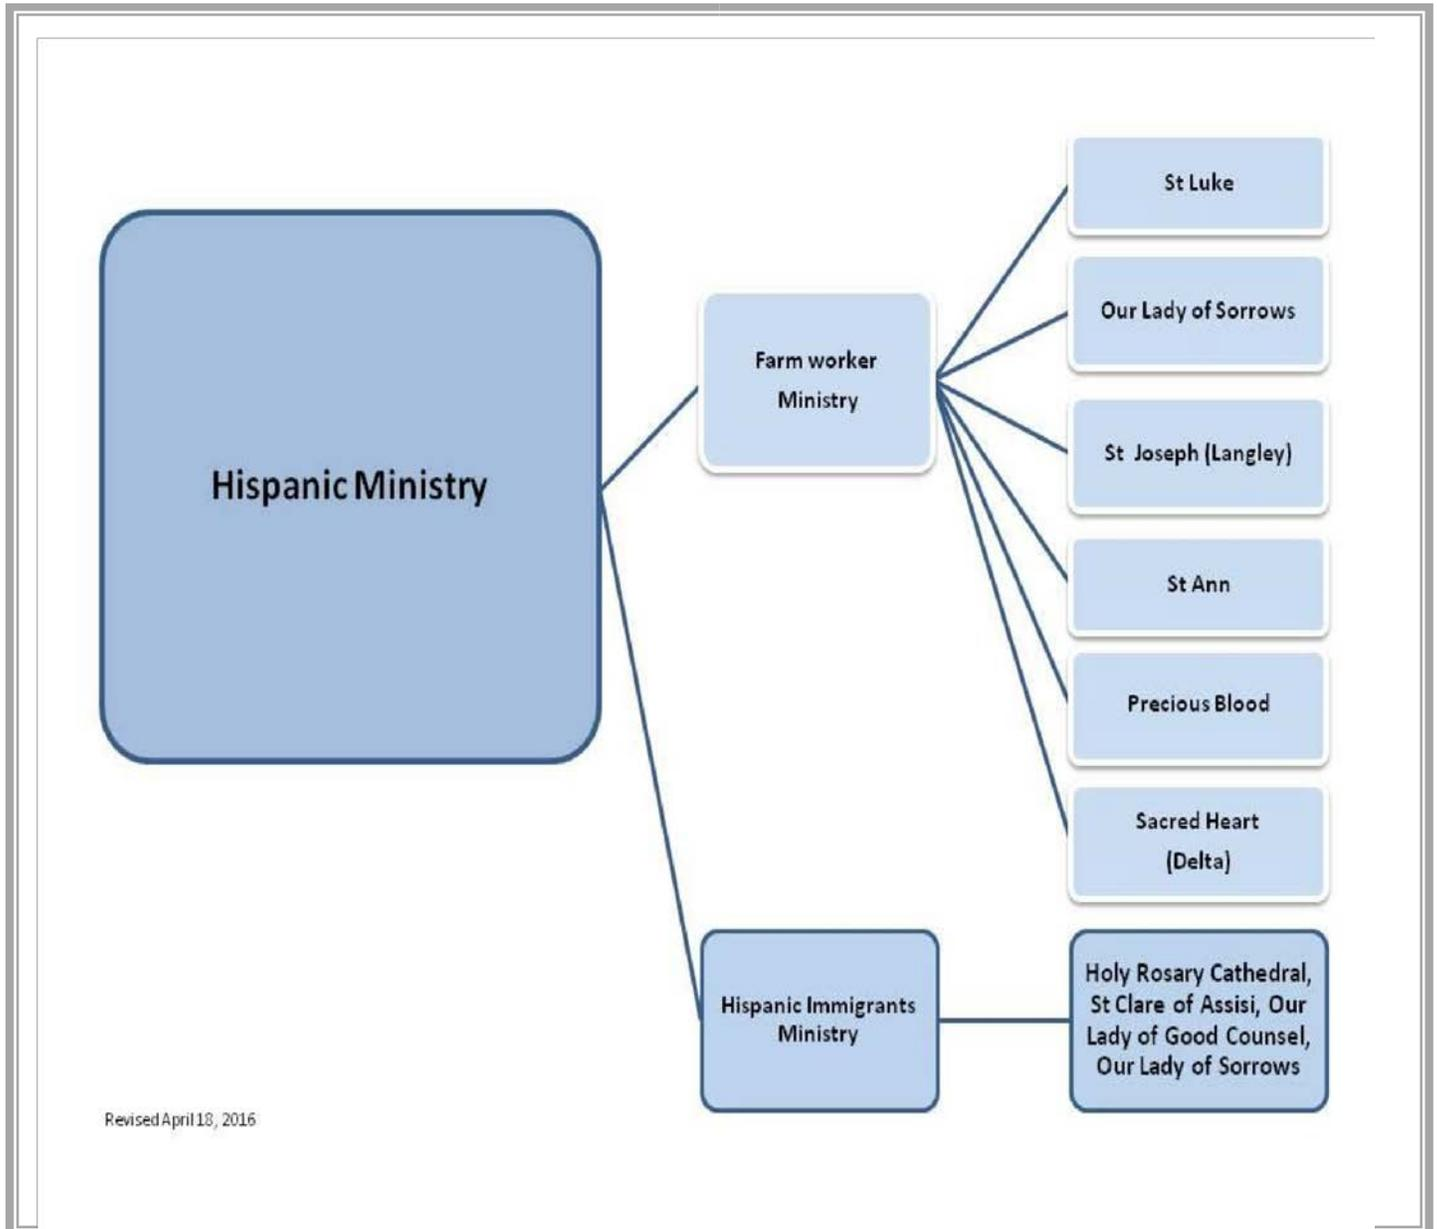 St Luke
Our Lady of Sorrows
Farm worker
Ministry
St Joseph (Langley)
Hispanic Ministry
St Ann
Precious Blood
Sacred Heart
(Delta)
Hispanic Immigrants
Ministry
Holy Rosary Cathedral,
St Clare of Assisi, Our
Lady of Good Counsel,
Our Lady of Sorrows
Revised April 18, 2016